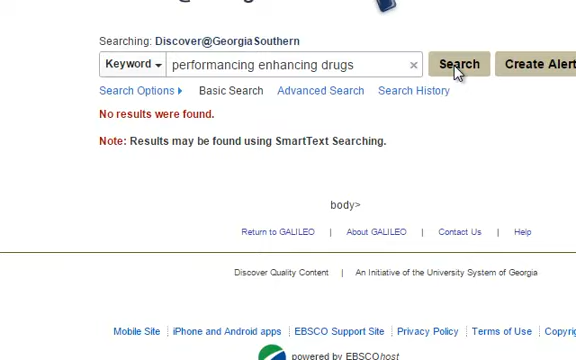 Searching: Discover@GeorgiaSouthern
Keyword performancing enhancing drugs × Search Create Alert
Search Options Basic Search Advanced Search Search History
No results were found.
Note: Results may be found using SmartText Searching.
body>
Return to GALILEO | About GALILEO | Contact Us | Help
Discover Quality Content | An Initiative of the University System of Georgia
Mobile Site iPhone and Android apps EBSCO Support Site Privacy Policy Terms of Use
powered by EBSCOhost